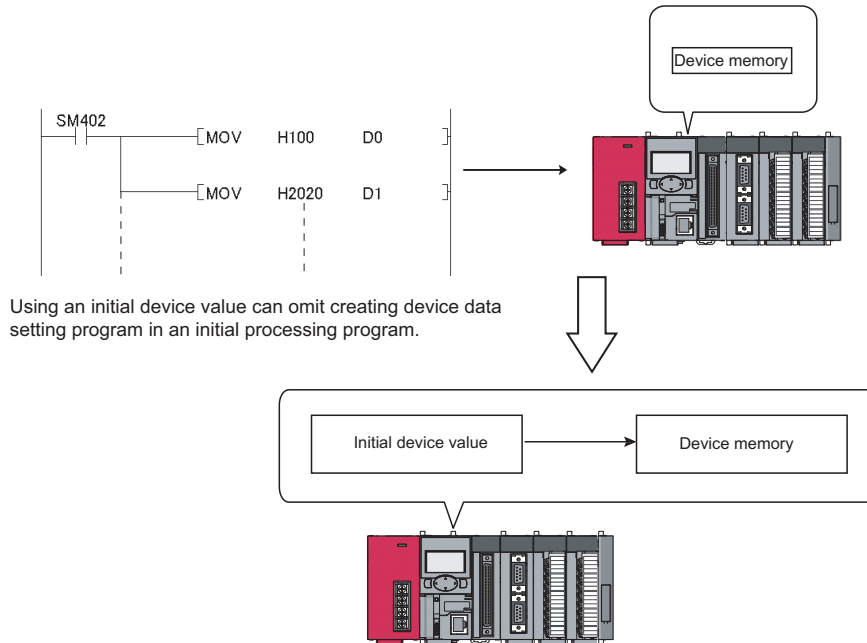 Device memory
SM402
[MOV H100 D0 ]
[MOV H2020 D1 ]
Using an initial device value can omit creating device data
setting program in an initial processing program.
Initial device value
Device memory